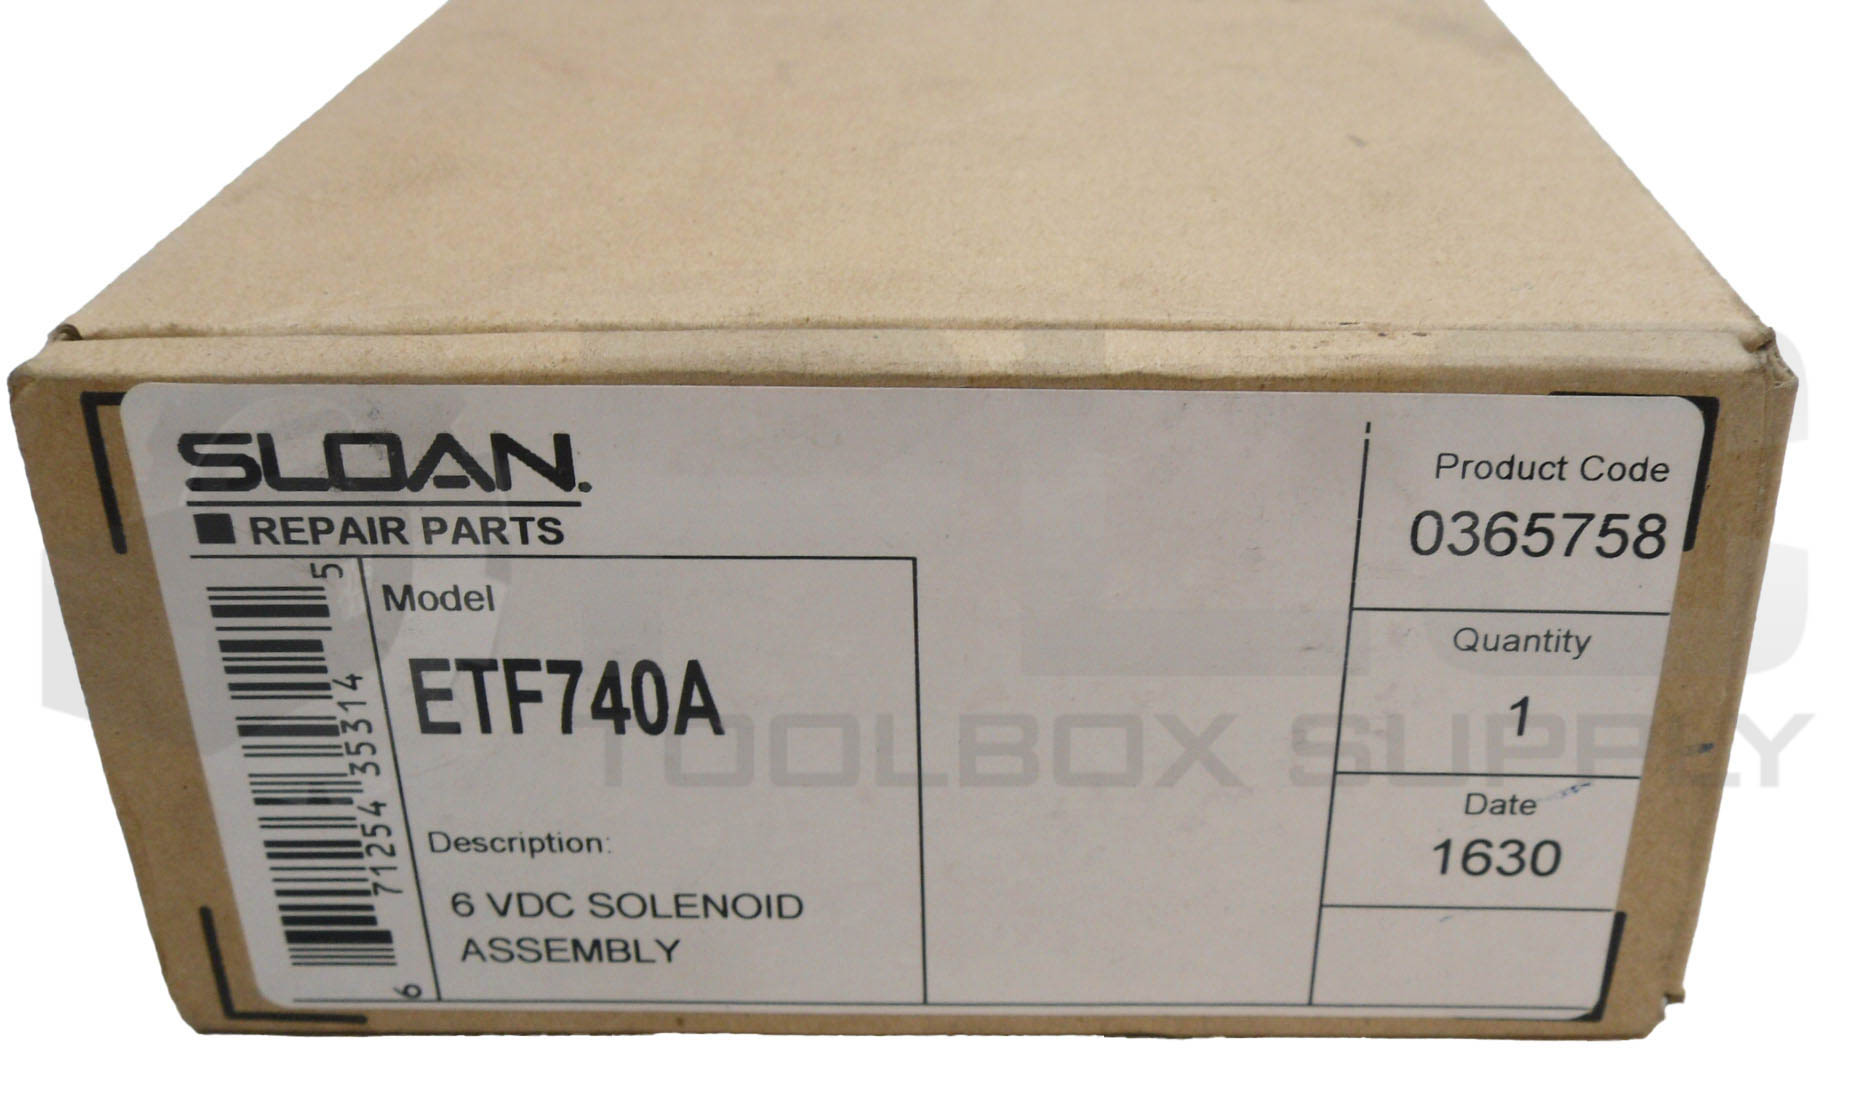 SLOAN.
REPAIR PARTS
Model
ETF740A
Description:
6 VDC SOLENOID
ASSEMBLY
6 71254 35314 5
Product Code
0365758
Quantity
1
Date
1630
TOOLBOX SUPPLY